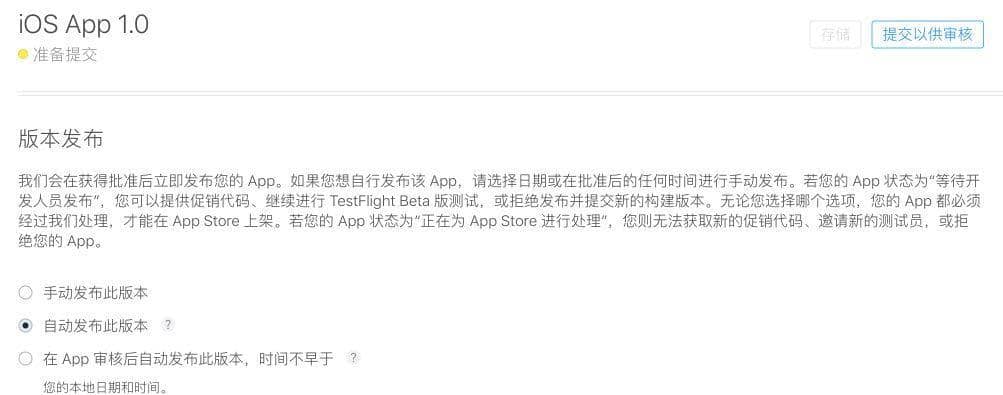 iOS App 1.0
存储
提交以供审核
准备提交
版本发布
我们会在获得批准后立即发布您的 App。如果您想自行发布该 App，请选择日期或在批准后的任何时间进行手动发布。若您的 App 状态为“等待开
发人员发布”，您可以提供促销代码、继续进行 TestFlight Beta 版测试，或拒绝发布并提交新的构建版本。无论您选择哪个选项，您的 App 都必须
经过我们处理，才能在 App Store 上架。若您的 App 状态为“正在为 App Store 进行处理”，您则无法获取新的促销代码、邀请新的测试员，或拒
绝您的 App。
手动发布此版本
自动发布此版本 ?
在 App 审核后自动发布此版本，时间不早于 ?
您的本地日期和时间。